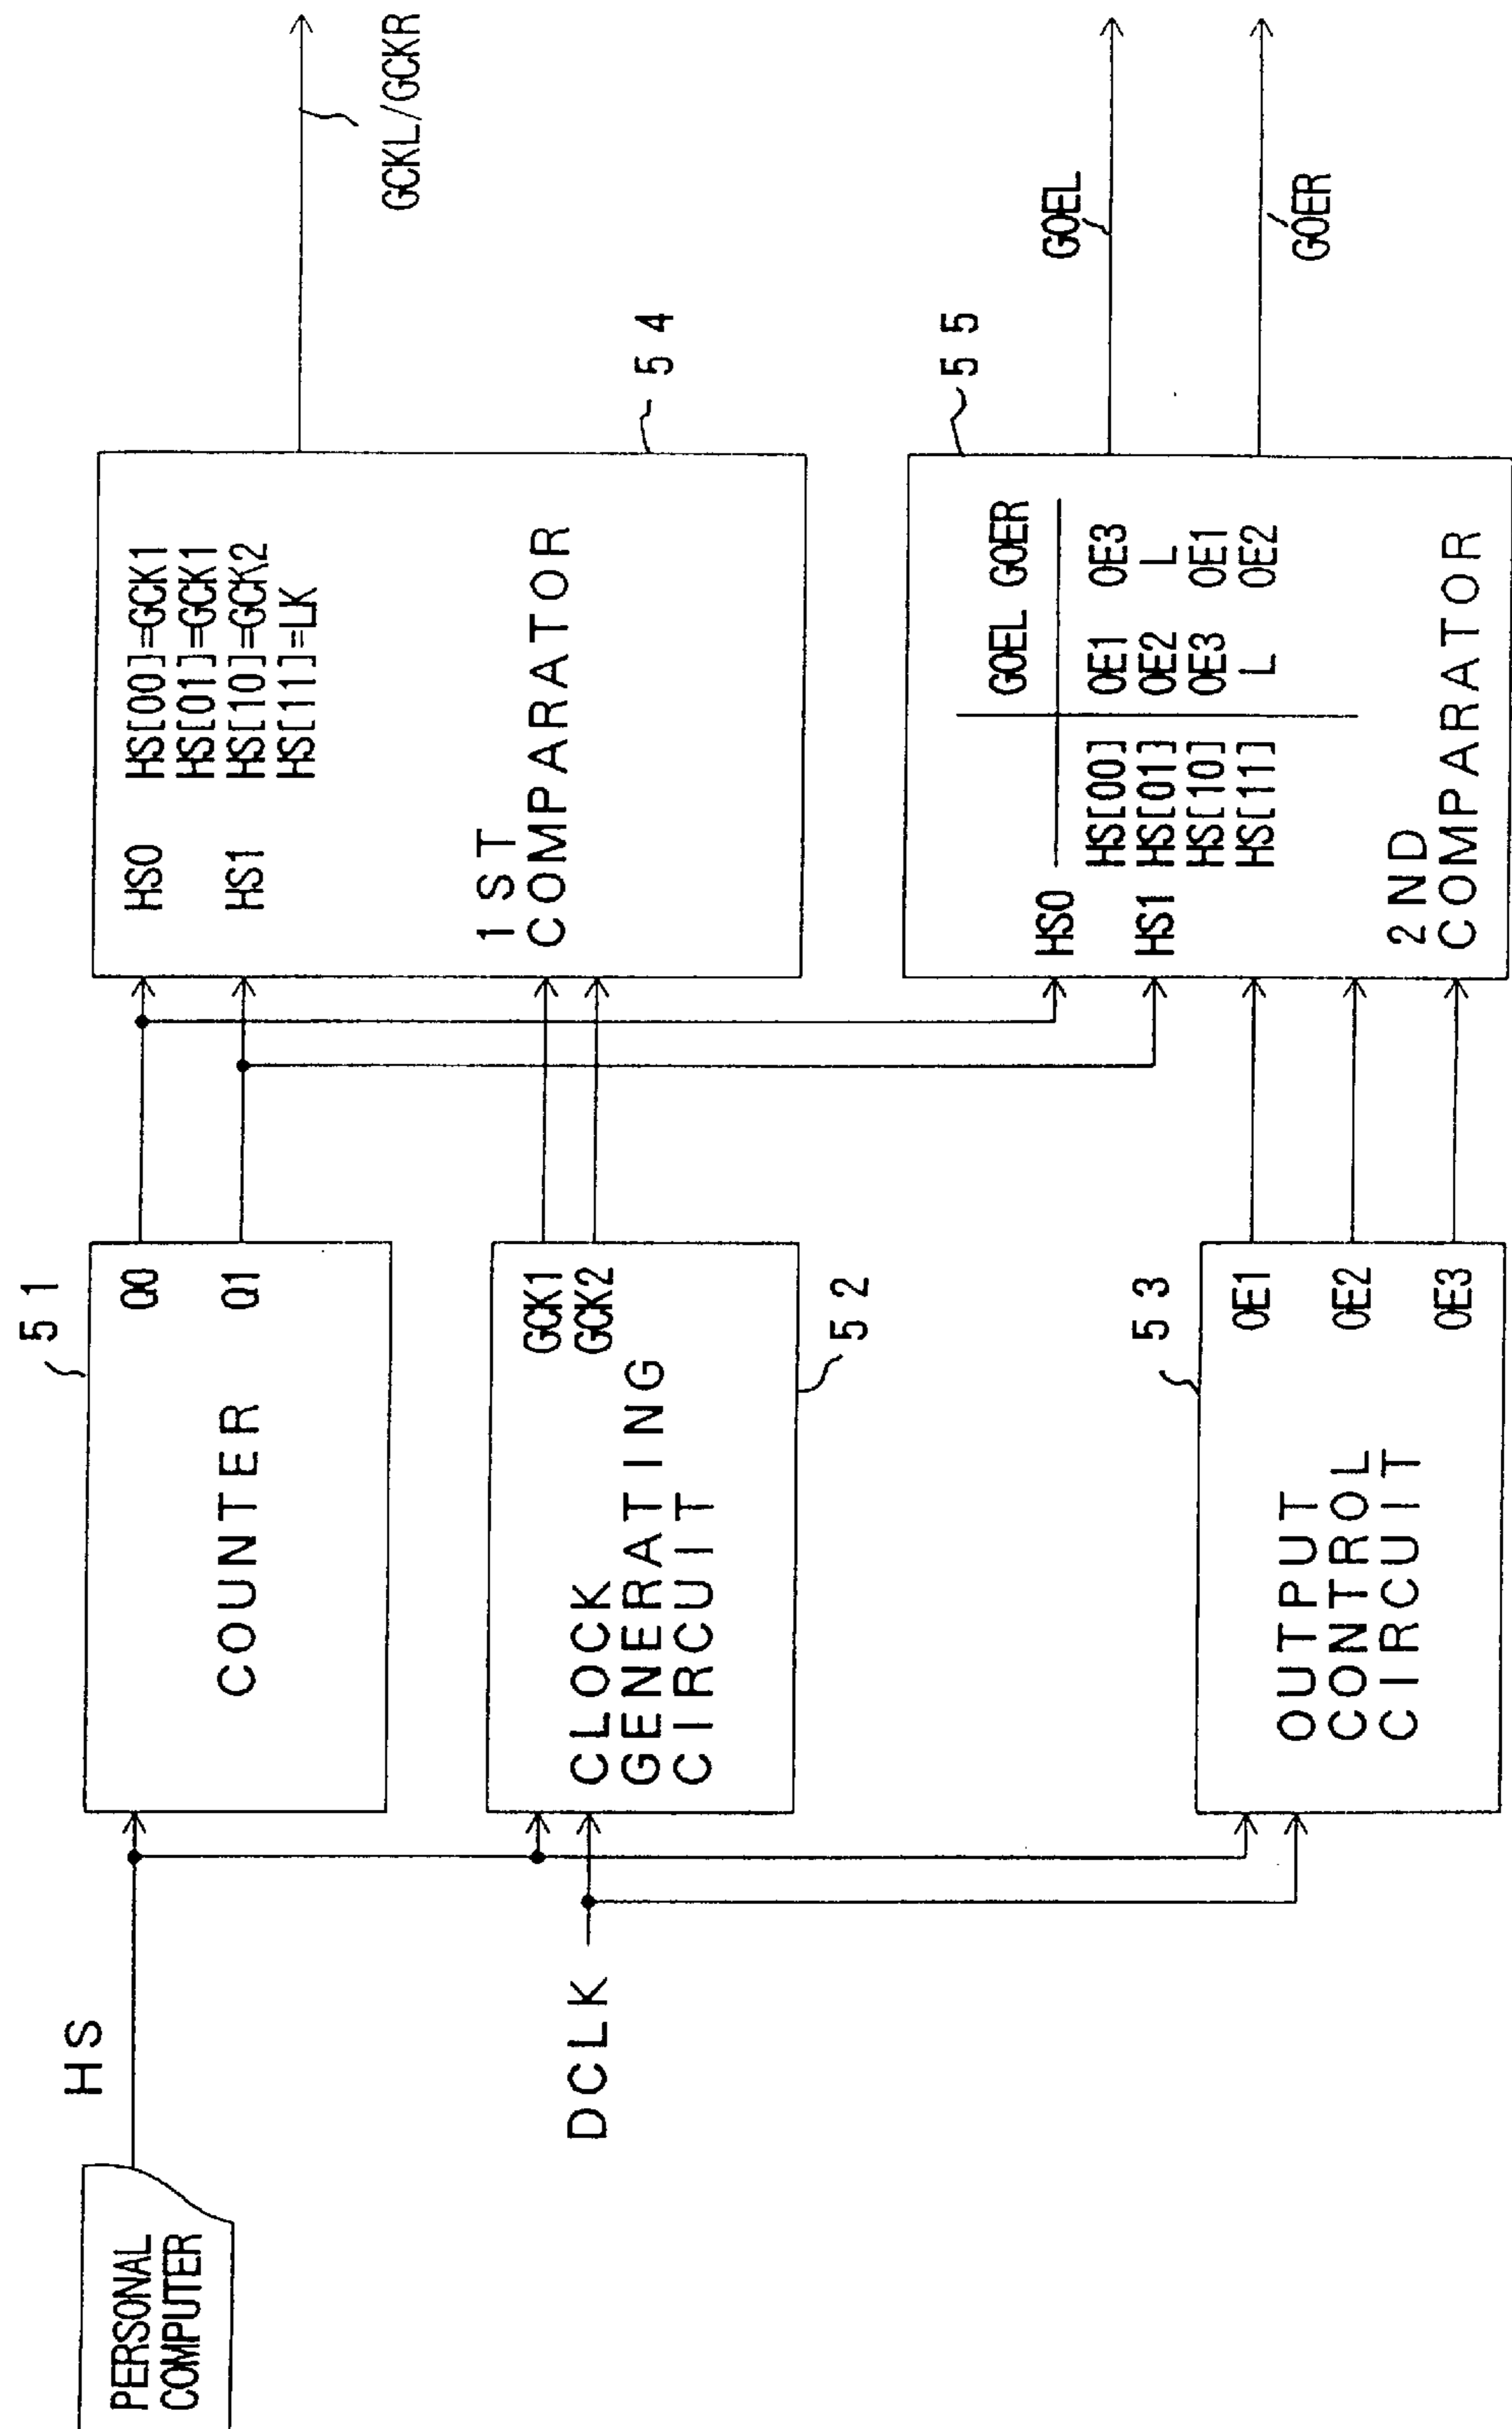 PERSONAL
COMPUTER
HS
DCLK
51
COUNTER
Q0
Q1
CLOCK
GENERATING
CIRCUIT
GCK1
GCK2
52
53
OUTPUT
CONTROL
CIRCUIT
OE1
OE2
OE3
HS0 HS[00]=GCK1
HS[01]=GCK1
HS1 HS[10]=GCK2
HS[11]=LK
1ST
COMPARATOR
54
GCKL/GCKR
55
GOEL GOER
HS0
HS[00] OE1 OE3
HS1 HS[01] OE2 L
HS[10] OE3 OE1
HS[11] L OE2
2ND
COMPARATOR
GOEL
GOER